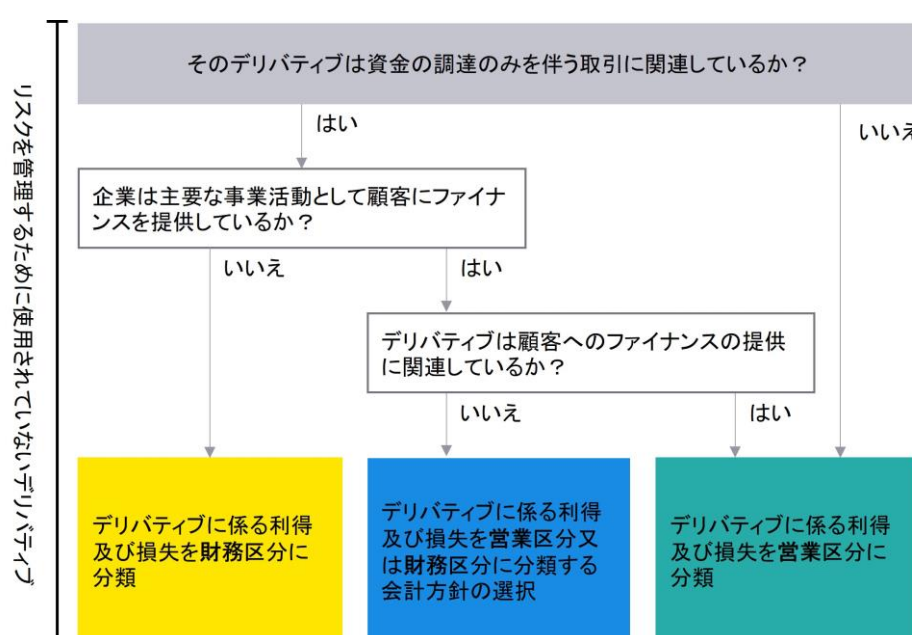 リスクを管理するために使用されていないデリバティブ
そのデリバティブは資金の調達のみを伴う取引に関連しているか？
はい
いいえ
企業は主要な事業活動として顧客にファイナ
ンスを提供しているか？
いいえ
はい
デリバティブは顧客へのファイナンスの提供
に関連しているか？
いいえ
はい
デリバティブに係る利得
及び損失を財務区分に
分類
デリバティブに係る利得
及び損失を営業区分又
は財務区分に分類する
会計方針の選択
デリバティブに係る利得
及び損失を営業区分に
分類